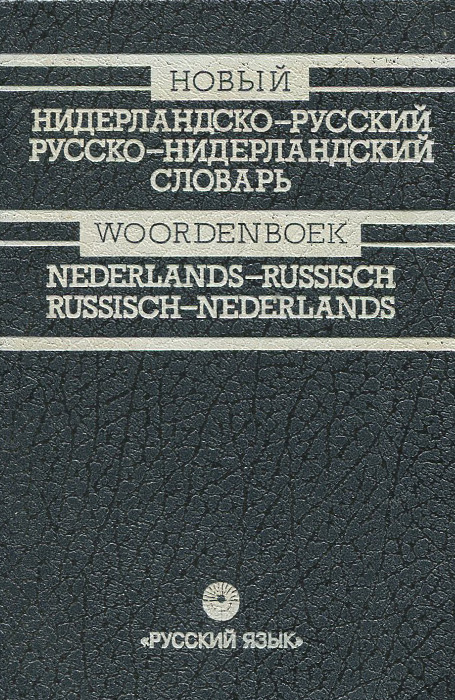 НОВЫЙ
НИДЕРЛАНДСКО-РУССКИЙ
РУССКО-НИДЕРЛАНДСКИЙ
СЛОВАРЬ
WOORDENBOEK
NEDERLANDS-RUSSISCH
RUSSISCH-NEDERLANDS
«РУССКИЙ ЯЗЫК»